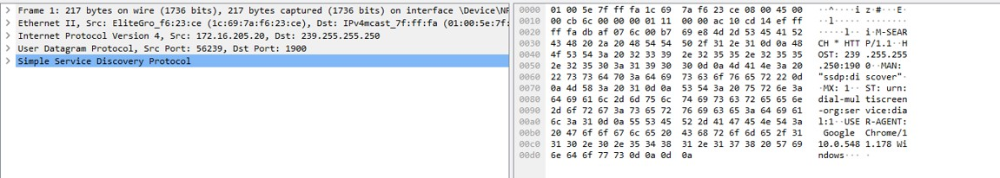 Frame 1: 217 bytes on wire (1736 bits), 217 bytes captured (1736 bits) on interface \Device\NP
Ethernet II, Src: EliteGro_f6:23:ce (1c:69:7a:f6:23:ce), Dst: IPv4mcast_7f:ff:fa (01:00:5e:7f:
Internet Protocol Version 4, Src: 172.16.205.20, Dst: 239.255.255.250
User Datagram Protocol, Src Port: 56239, Dst Port: 1900
Simple Service Discovery Protocol
0000 01 00 5e 7f ff fa 1c 69 7a f6 23 ce 08 00 45 00 ··^····i z·#···E·
0010 00 cb 6c 00 00 00 01 11 00 00 ac 10 cd 14 ef ff ··l····· ········
0020 ff fa db af 07 6c 00 b7 69 e8 4d 2d 53 45 41 52 ·····l·· i·M-SEAR
0030 43 48 20 2a 20 48 54 54 50 2f 31 2e 31 0d 0a 48 CH * HTT P/1.1··H
0040 4f 53 54 3a 20 32 33 39 2e 32 35 35 2e 32 35 35 OST: 239 .255.255
0050 2e 32 35 30 3a 31 39 30 30 0d 0a 4d 41 4e 3a 20 .250:190 0··MAN:
0060 22 73 73 64 70 3a 64 69 73 63 6f 76 65 72 22 0d "ssdp:di scover"·
0070 0a 4d 58 3a 20 31 0d 0a 53 54 3a 20 75 72 6e 3a ·MX: 1·· ST: urn:
0080 64 69 61 6c 2d 6d 75 6c 74 69 73 63 72 65 65 6e dial-mul tiscreen
0090 2d 6f 72 67 3a 73 65 72 76 69 63 65 3a 64 69 61 -org:ser vice:dia
00a0 6c 3a 31 0d 0a 55 53 45 52 2d 41 47 45 4e 54 3a l:1··USE R-AGENT:
00b0 20 47 6f 6f 67 6c 65 20 43 68 72 6f 6d 65 2f 31 Google Chrome/1
00c0 31 30 2e 30 2e 35 34 38 31 2e 31 37 38 20 57 69 10.0.548 1.178 Wi
00d0 6e 64 6f 77 73 0d 0a 0d 0a ndows··· ·